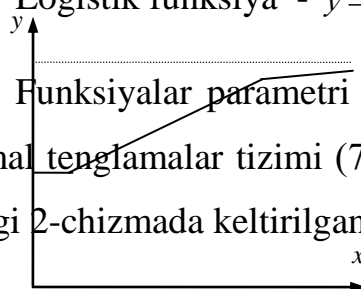 Logistik funksiya - y=
y
Funksiyalar parametri
nal tenglamalar tizimi (7
gi 2-chizmada keltirilgan
x